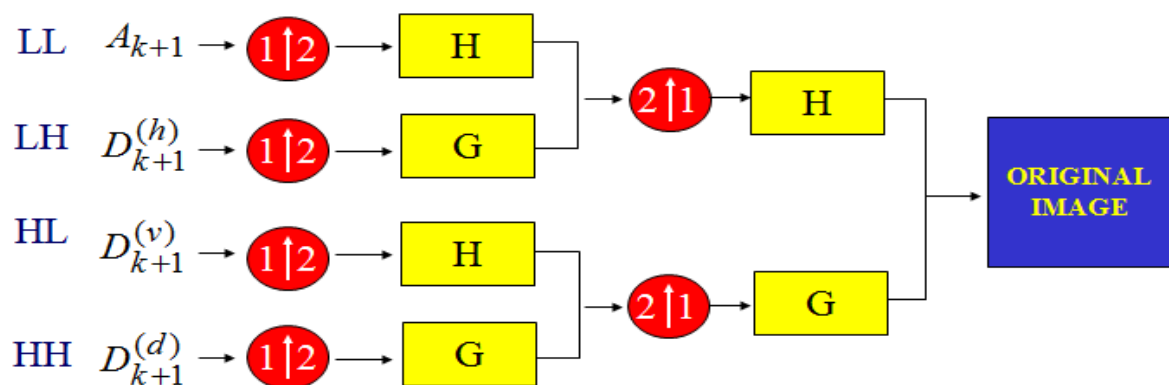 LL A_{k+1} 1↑2 H
2↑1 H
LH D_{k+1}^{(h)} 1↑2 G
ORIGINAL
IMAGE
HL D_{k+1}^{(v)} 1↑2 H
2↑1 G
HH D_{k+1}^{(d)} 1↑2 G